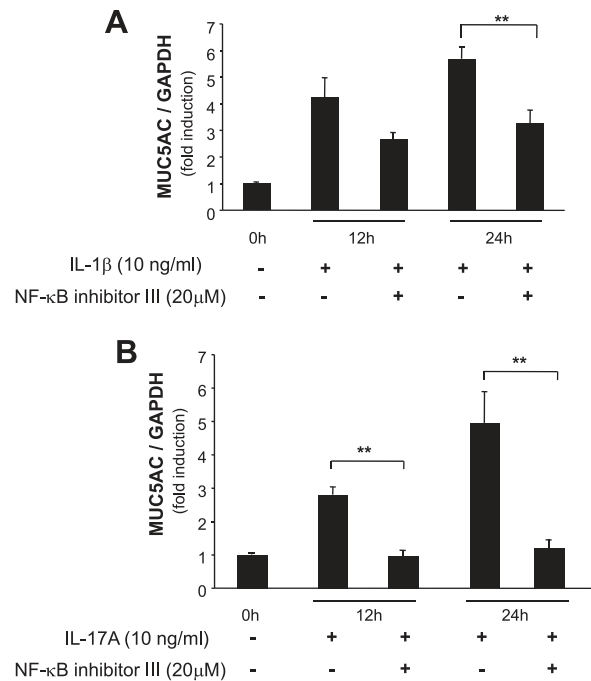 A
MUC5AC / GAPDH
(fold induction)
7
6
5
4
3
2
1
0
**
0h 12h 24h
IL-1β (10 ng/ml) - + + + +
NF-κB inhibitor III (20μM) - - + - +
B
MUC5AC / GAPDH
(fold induction)
7
6
5
4
3
2
1
0
**
**
0h 12h 24h
IL-17A (10 ng/ml) - + + + +
NF-κB inhibitor III (20μM) - - + - +